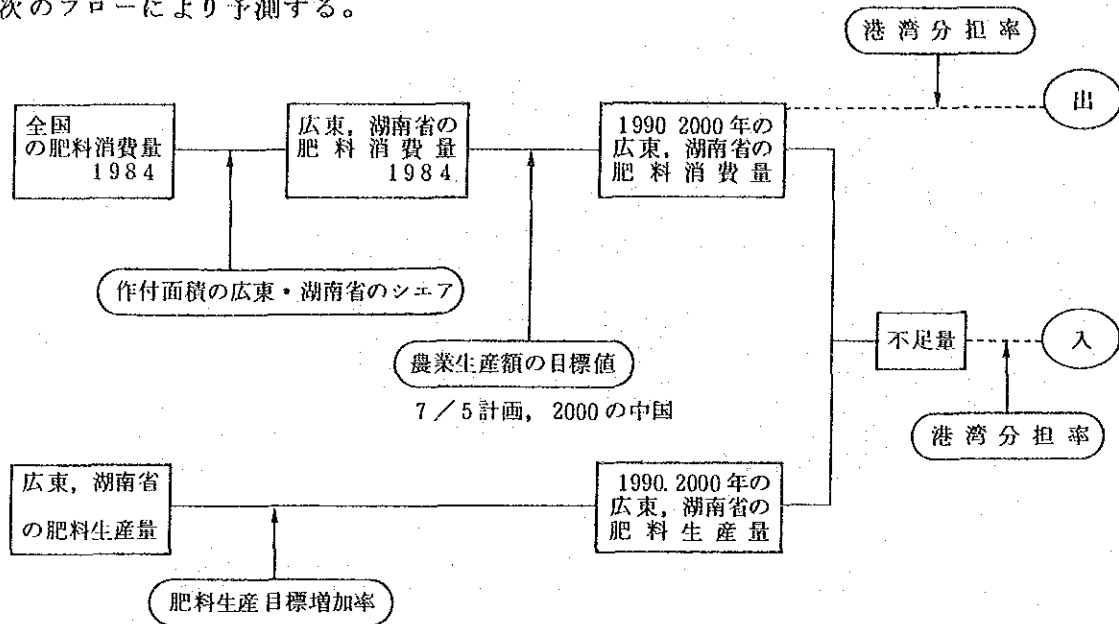 次のフローにより予測する。
港湾分担率
出
全国
の肥料消費量
1984
広東,湖南省の
肥料消費量
1984
1990 2000年の
広東,湖南省の
肥料消費量
作付面積の広東・湖南省のシェア
不足量
入
農業生産額の目標値
7/5計画,2000の中国
港湾分担率
広東,湖南省
の肥料生産量
1990.2000年の
広東,湖南省の
肥料生産量
肥料生産目標増加率